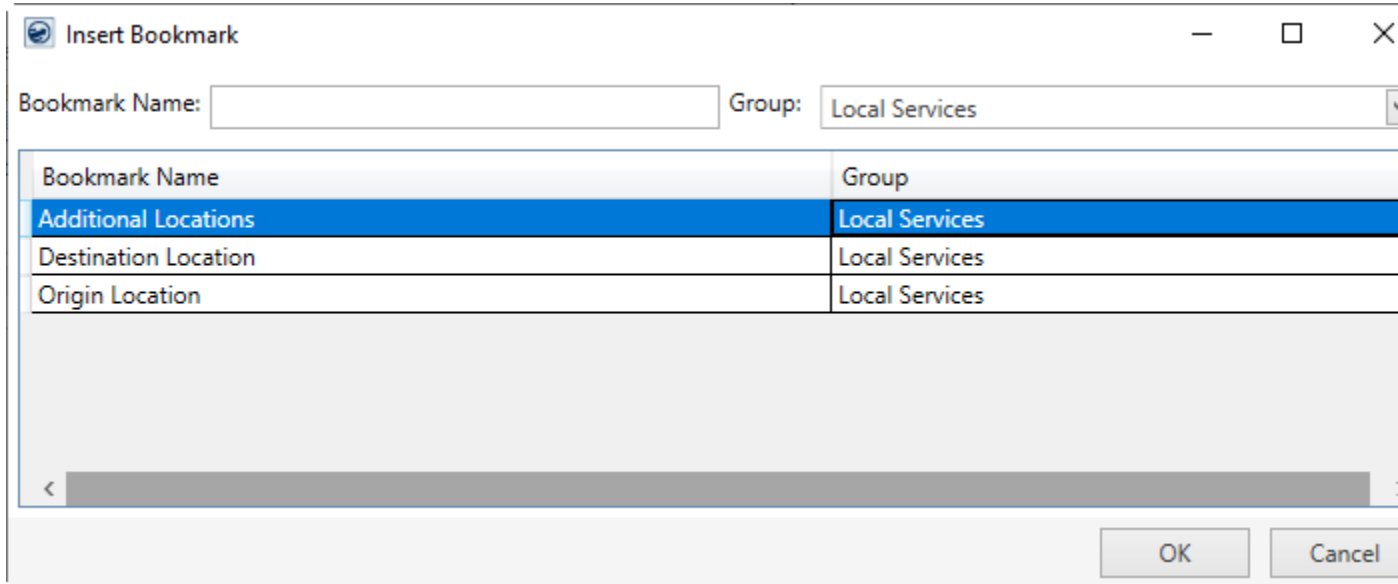 Insert Bookmark
Bookmark Name: Group: Local Services
Bookmark Name Group
Additional Locations Local Services
Destination Location Local Services
Origin Location Local Services
OK Cancel